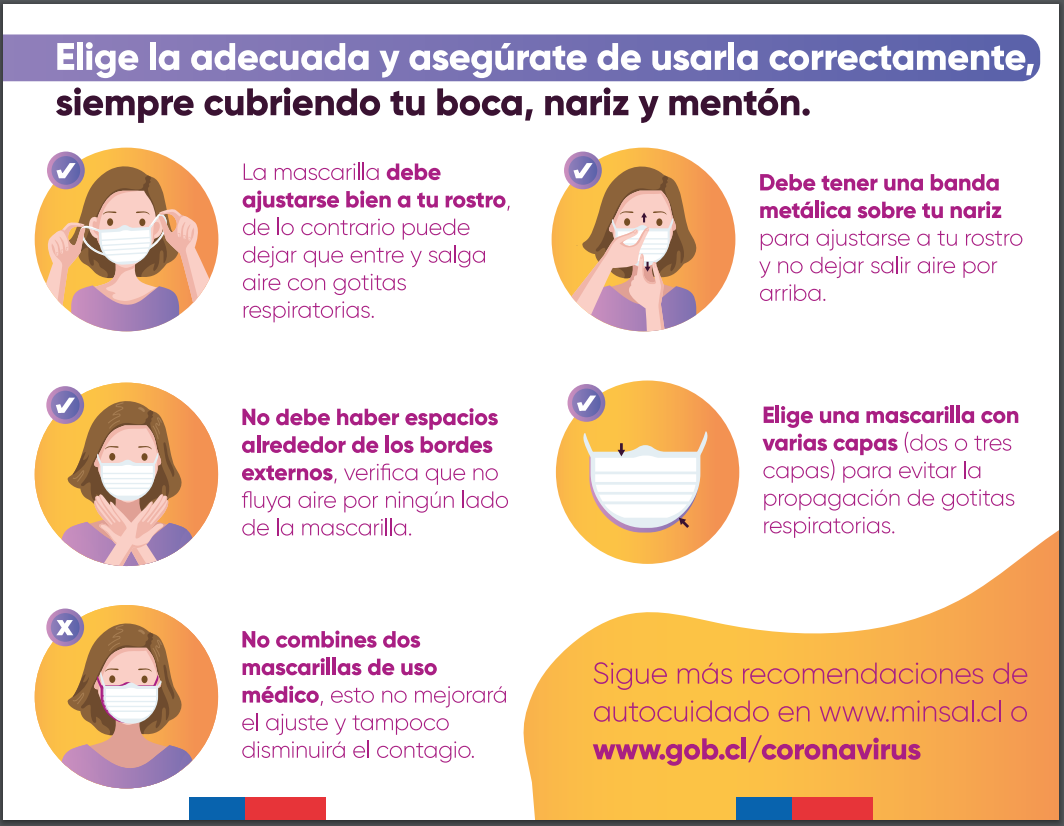 Elige la adecuada y asegúrate de usarla correctamente,
siempre cubriendo tu boca, nariz y mentón.
La mascarilla debe
ajustarse bien a tu rostro,
de lo contrario puede
dejar que entre y salga
aire con gotitas
respiratorias.
Debe tener una banda
metálica sobre tu nariz
para ajustarse a tu rostro
y no dejar salir aire por
arriba.
No debe haber espacios
alrededor de los bordes
externos, verifica que no
fluya aire por ningún lado
de la mascarilla.
Elige una mascarilla con
varias capas (dos o tres
capas) para evitar la
propagación de gotitas
respiratorias.
X
No combines dos
mascarillas de uso
médico, esto no mejorará
el ajuste y tampoco
disminuirá el contagio.
Sigue más recomendaciones de
autocuidado en www.minsal.cl o
www.gob.cl/coronavirus